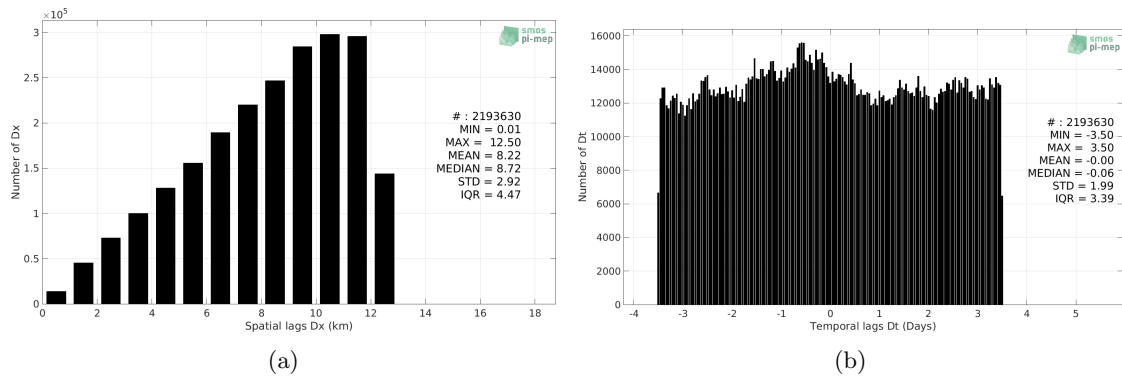 ×10^5
3
2.5
2
1.5
1
0.5
0
Number of Dx
0 2 4 6 8 10 12 14 16 18
Spatial lags Dx (km)
smos
pi-mep
# : 2193630
MIN = 0.01
MAX = 12.50
MEAN = 8.22
MEDIAN = 8.72
STD = 2.92
IQR = 4.47
(a)
16000
14000
12000
10000
8000
6000
4000
2000
0
Number of Dt
-4 -3 -2 -1 0 1 2 3 4 5
Temporal lags Dt (Days)
smos
pi-mep
# : 2193630
MIN = -3.50
MAX = 3.50
MEAN = -0.00
MEDIAN = -0.06
STD = 1.99
IQR = 3.39
(b)